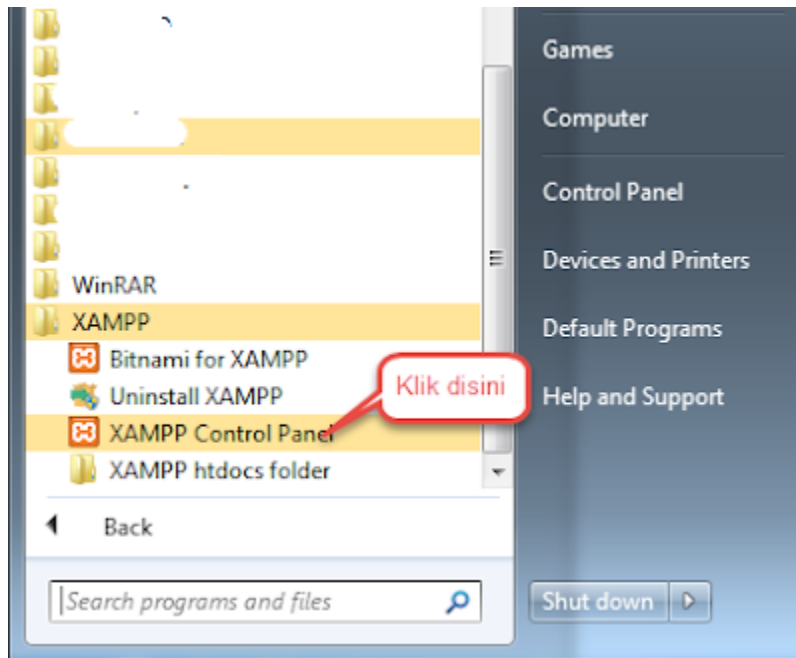 WinRAR
XAMPP
Bitnami for XAMPP
Uninstall XAMPP
XAMPP Control Panel
XAMPP htdocs folder
Klik disini
Back
Search programs and files
Games
Computer
Control Panel
Devices and Printers
Default Programs
Help and Support
Shut down